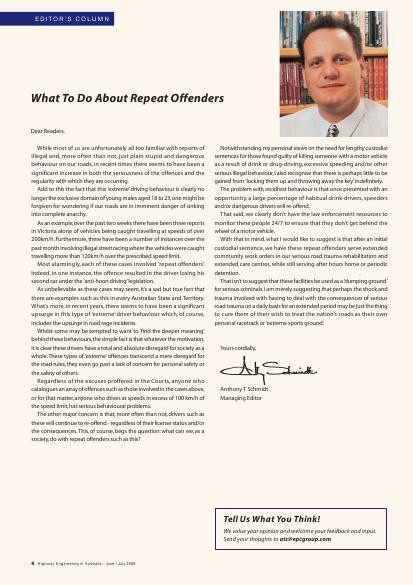 EDITOR'S COLUMN
What To Do About Repeat Offenders
Dear Readers,
While most of us are unfortunately all too familiar with reports of
illegal and, more often than not, just plain stupid and dangerous
behaviour on our roads, in recent times there seems to have been a
significant increase in both the seriousness of the offences and the
regularity with which they are occurring.
Add to this the fact that this 'extreme' driving behaviour is clearly no
longer the exclusive domain of young males aged 18 to 23, one might be
forgiven for wondering if our roads are in imminent danger of sinking
into complete anarchy.
As an example, over the past two weeks there have been three reports
in Victoria alone of vehicles being caught travelling at speeds of over
200km/h. Furthermore, there have been a number of instances over the
past month involving illegal street racing where the vehicles were caught
travelling more than 120km/h over the prescribed speed limit.
Most alarmingly, each of these cases involved 'repeat offenders'.
Indeed, in one instance, the offence resulted in the driver losing his
second car under the 'anti-hoon driving' legislation.
As unbelievable as these cases may seem, it's a sad but true fact that
there are examples such as this in every Australian State and Territory.
What's more, in recent years, there seems to have been a significant
upsurge in this type of 'extreme' driver behaviour which, of course,
includes the upsurge in road rage incidents.
Whilst some may be tempted to want to 'find the deeper meaning'
behind these behaviours, the simple fact is that whatever the motivation,
it is clear these drivers have a total and absolute disregard for society as a
whole. These types of 'extreme' offences transcend a mere disregard for
the road rules, they even go past a lack of concern for personal safety or
the safety of others.
Regardless of the excuses proffered in the Courts, anyone who
catalogues an array of offences such as those involved in the cases above,
or for that matter, anyone who drives at speeds in excess of 100 km/h of
the speed limit, has serious behavioural problems.
The other major concern is that, more often than not, drivers such as
these will continue to re-offend - regardless of their license status and/or
the consequences. This, of course, begs the question: what can we, as a
society, do with repeat offenders such as this?
Notwithstanding my personal views on the need for lengthy custodial
sentences for those found guilty of killing someone with a motor vehicle
as a result of drink or drug-driving, excessive speeding and/or other
serious illegal behaviour, I also recognise that there is perhaps little to be
gained from 'locking them up and throwing away the key' indefinitely.
The problem with recidivist behaviour is that once presented with an
opportunity, a large percentage of habitual drink-drivers, speeders
and/or dangerous drivers will re-offend.
That said, we clearly don't have the law enforcement resources to
monitor these people 24/7 to ensure that they don't get behind the
wheel of a motor vehicle.
With that in mind, what I would like to suggest is that after an initial
custodial sentence, we have these repeat offenders serve extended
community work orders in our serious road trauma rehabilitation and
extended care centres, while still serving after hours home or periodic
detention.
That isn't to suggest that these facilities be used as a 'dumping ground'
for serious criminals. I am merely suggesting that perhaps the shock and
trauma involved with having to deal with the consequences of serious
road trauma on a daily basis for an extended period may be just the thing
to cure them of their wish to treat the nation's roads as their own
personal racetrack or 'extreme sports ground'.
Yours cordially,
Anthony T Schmidt
Managing Editor
Tell Us What You Think!
We value your opinion and welcome your feedback and input.
Send your thoughts to ats@epcgroup.com
4 Highway Engineering in Australia - June / July 2009